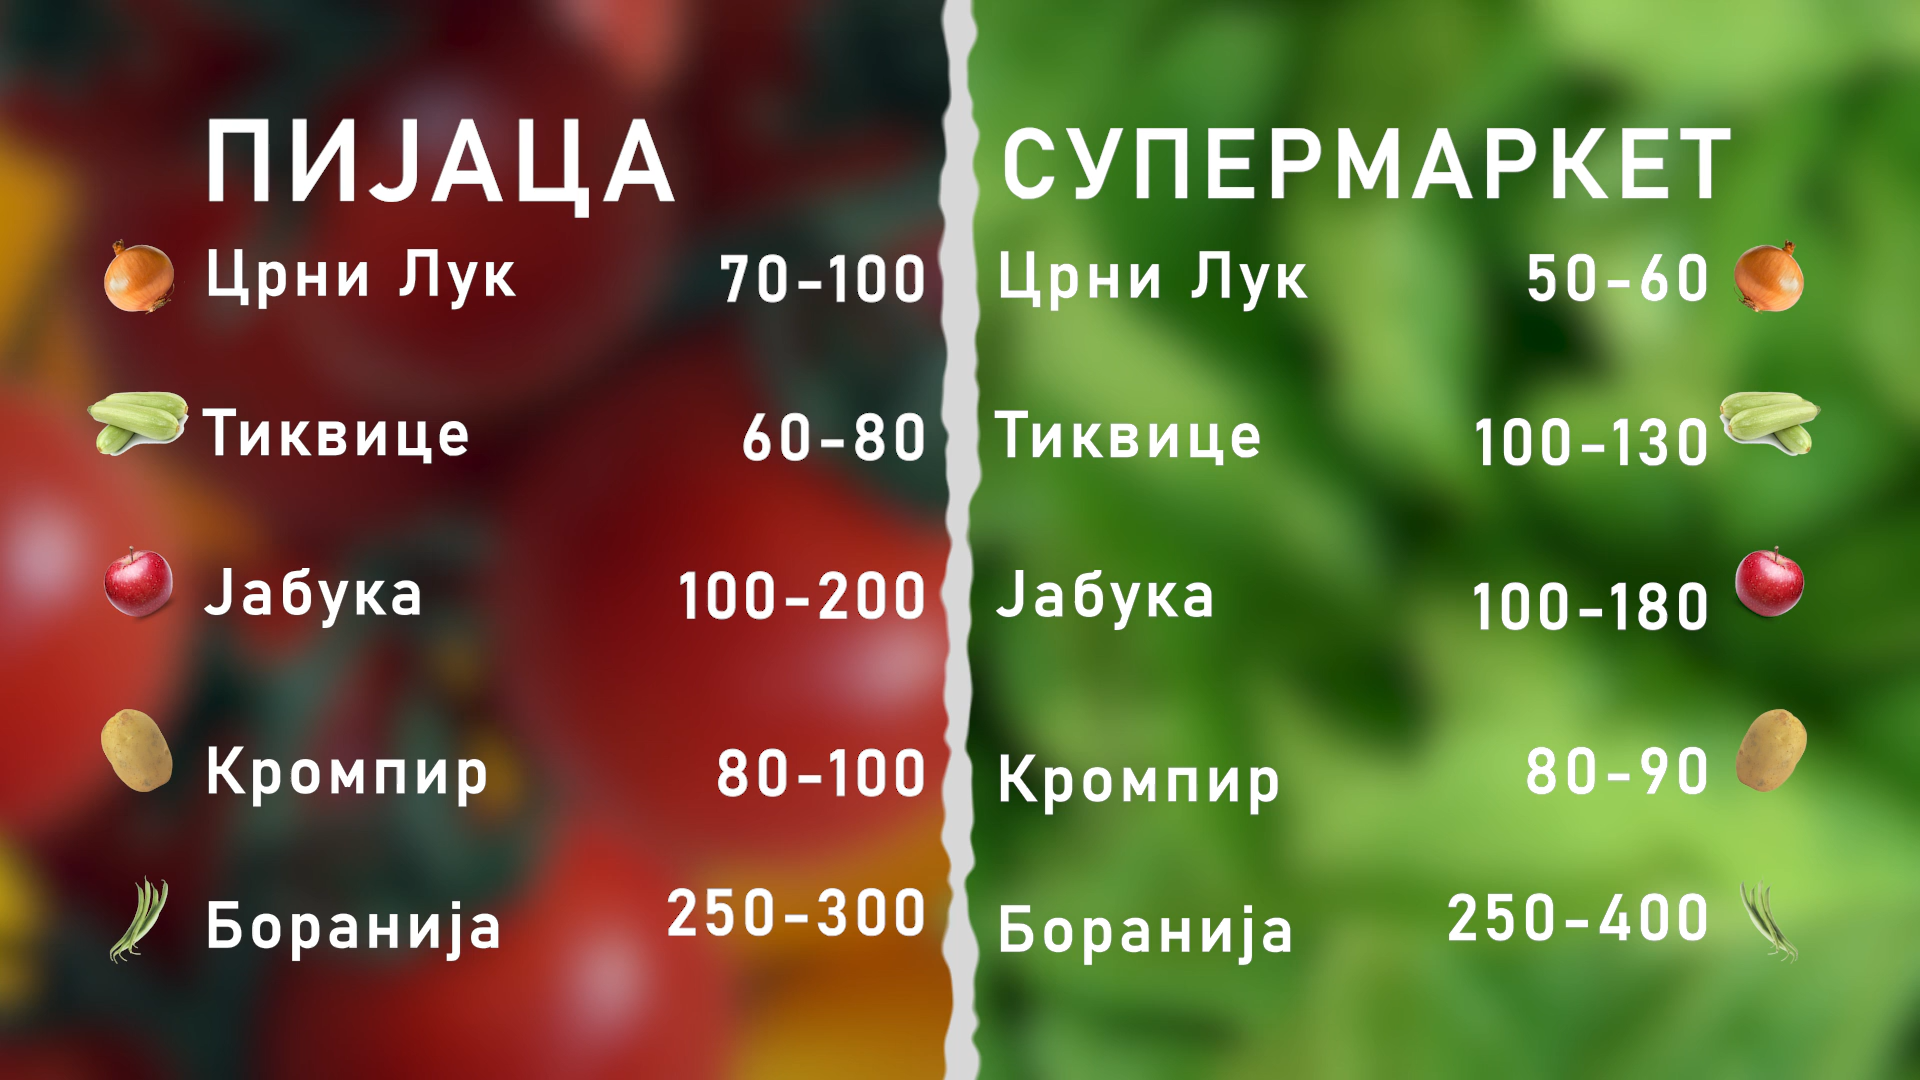 ПИЈАЦА
Црни Лук 70-100
Тиквице 60-80
Јабука 100-200
Кромпир 80-100
Боранија 250-300
СУПЕРМАРКЕТ
Црни Лук 50-60
Тиквице 100-130
Јабука 100-180
Кромпир 80-90
Боранија 250-400